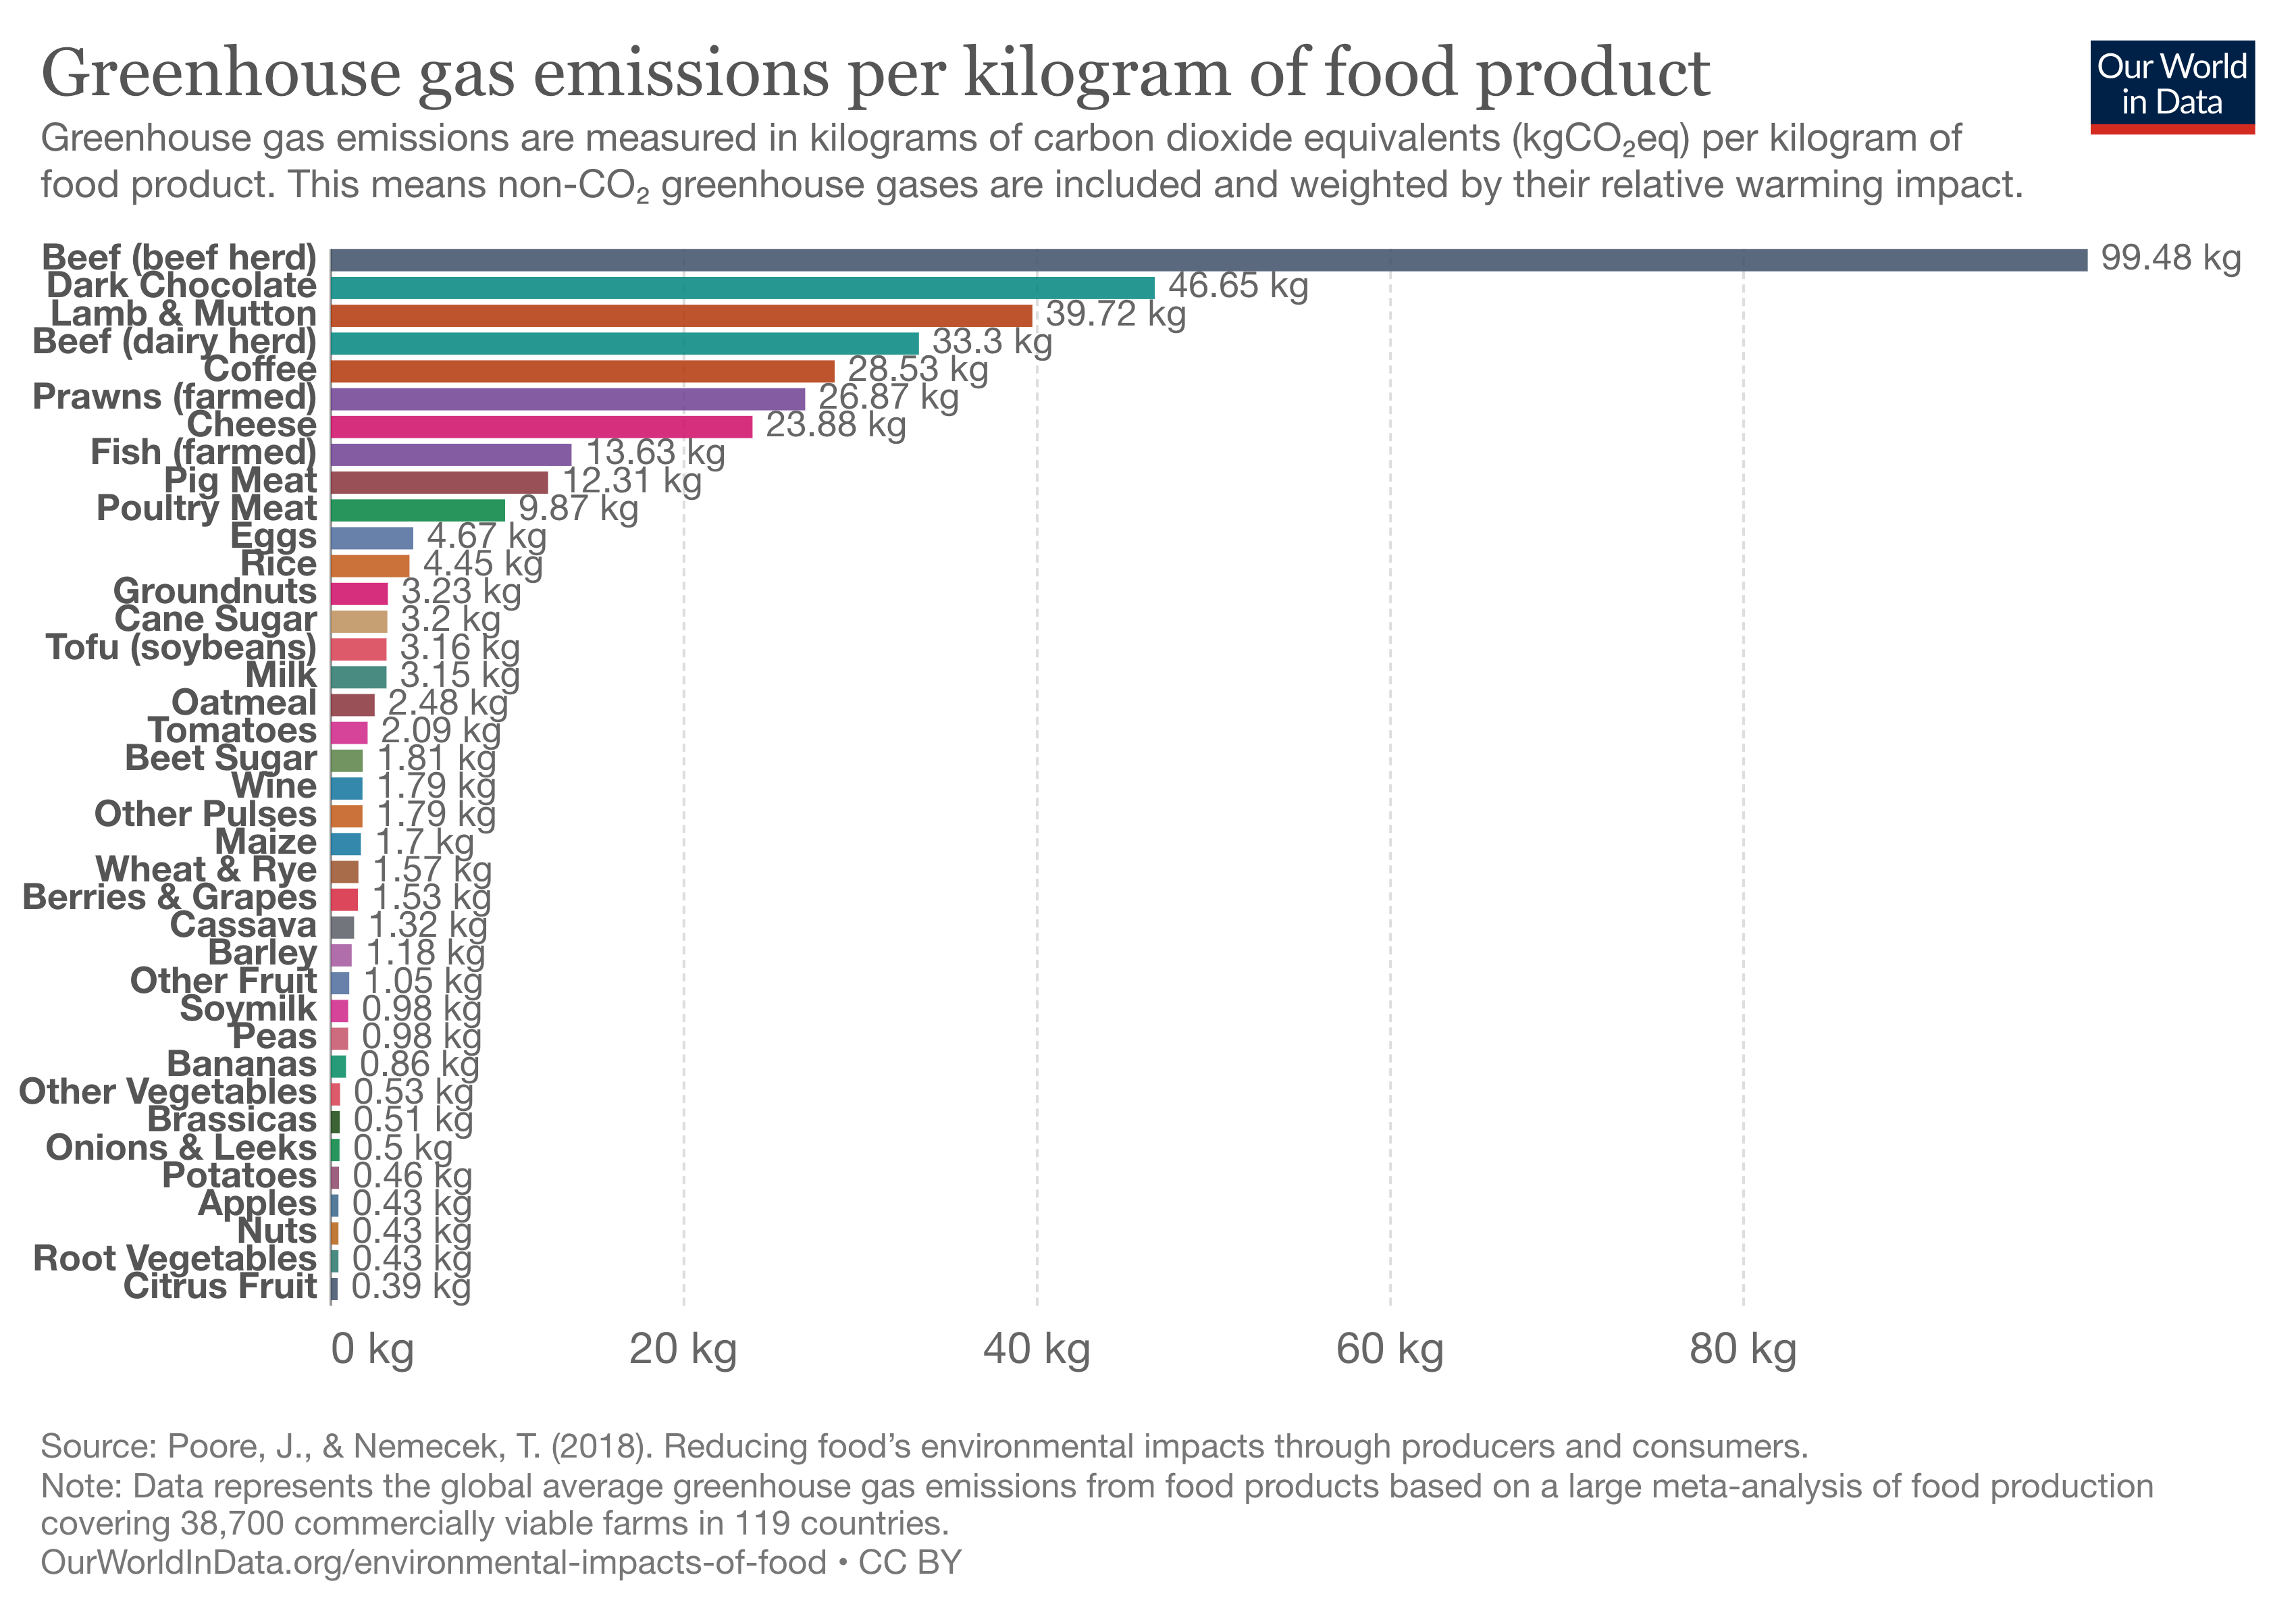 Greenhouse gas emissions per kilogram of food product
Our World
in Data
Greenhouse gas emissions are measured in kilograms of carbon dioxide equivalents (kgCO₂eq) per kilogram of
food product. This means non-CO₂ greenhouse gases are included and weighted by their relative warming impact.
Beef (beef herd) 99.48 kg
Dark Chocolate 46.65 kg
Lamb & Mutton 39.72 kg
Beef (dairy herd) 33.3 kg
Coffee 28.53 kg
Prawns (farmed) 26.87 kg
Cheese 23.88 kg
Fish (farmed) 13.63 kg
Pig Meat 12.31 kg
Poultry Meat 9.87 kg
Eggs 4.67 kg
Rice 4.45 kg
Groundnuts 3.23 kg
Cane Sugar 3.2 kg
Tofu (soybeans) 3.16 kg
Milk 3.15 kg
Oatmeal 2.48 kg
Tomatoes 2.09 kg
Beet Sugar 1.81 kg
Wine 1.79 kg
Other Pulses 1.79 kg
Maize 1.7 kg
Wheat & Rye 1.57 kg
Berries & Grapes 1.53 kg
Cassava 1.32 kg
Barley 1.18 kg
Other Fruit 1.05 kg
Soymilk 0.98 kg
Peas 0.98 kg
Bananas 0.86 kg
Other Vegetables 0.53 kg
Brassicas 0.51 kg
Onions & Leeks 0.5 kg
Potatoes 0.46 kg
Apples 0.43 kg
Nuts 0.43 kg
Root Vegetables 0.43 kg
Citrus Fruit 0.39 kg
0 kg 20 kg 40 kg 60 kg 80 kg
Source: Poore, J., & Nemecek, T. (2018). Reducing food’s environmental impacts through producers and consumers.
Note: Data represents the global average greenhouse gas emissions from food products based on a large meta-analysis of food production
covering 38,700 commercially viable farms in 119 countries.
OurWorldInData.org/environmental-impacts-of-food • CC BY